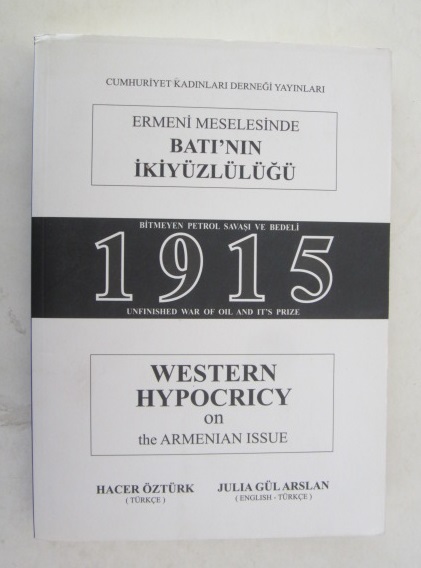 CUMHURİYET KADINLARI DERNEĞİ YAYINLARI
ERMENİ MESELESİNDE
BATI'NIN
İKİYÜZLÜLÜĞÜ
BİTMEYEN PETROL SAVAŞI VE BEDELİ
1915
UNFINISHED WAR OF OIL AND IT'S PRIZE
WESTERN
HYPOCRICY
on
the ARMENIAN ISSUE
HACER ÖZTÜRK JULIA GÜL ARSLAN
( TÜRKÇE ) ( ENGLISH - TÜRKÇE )